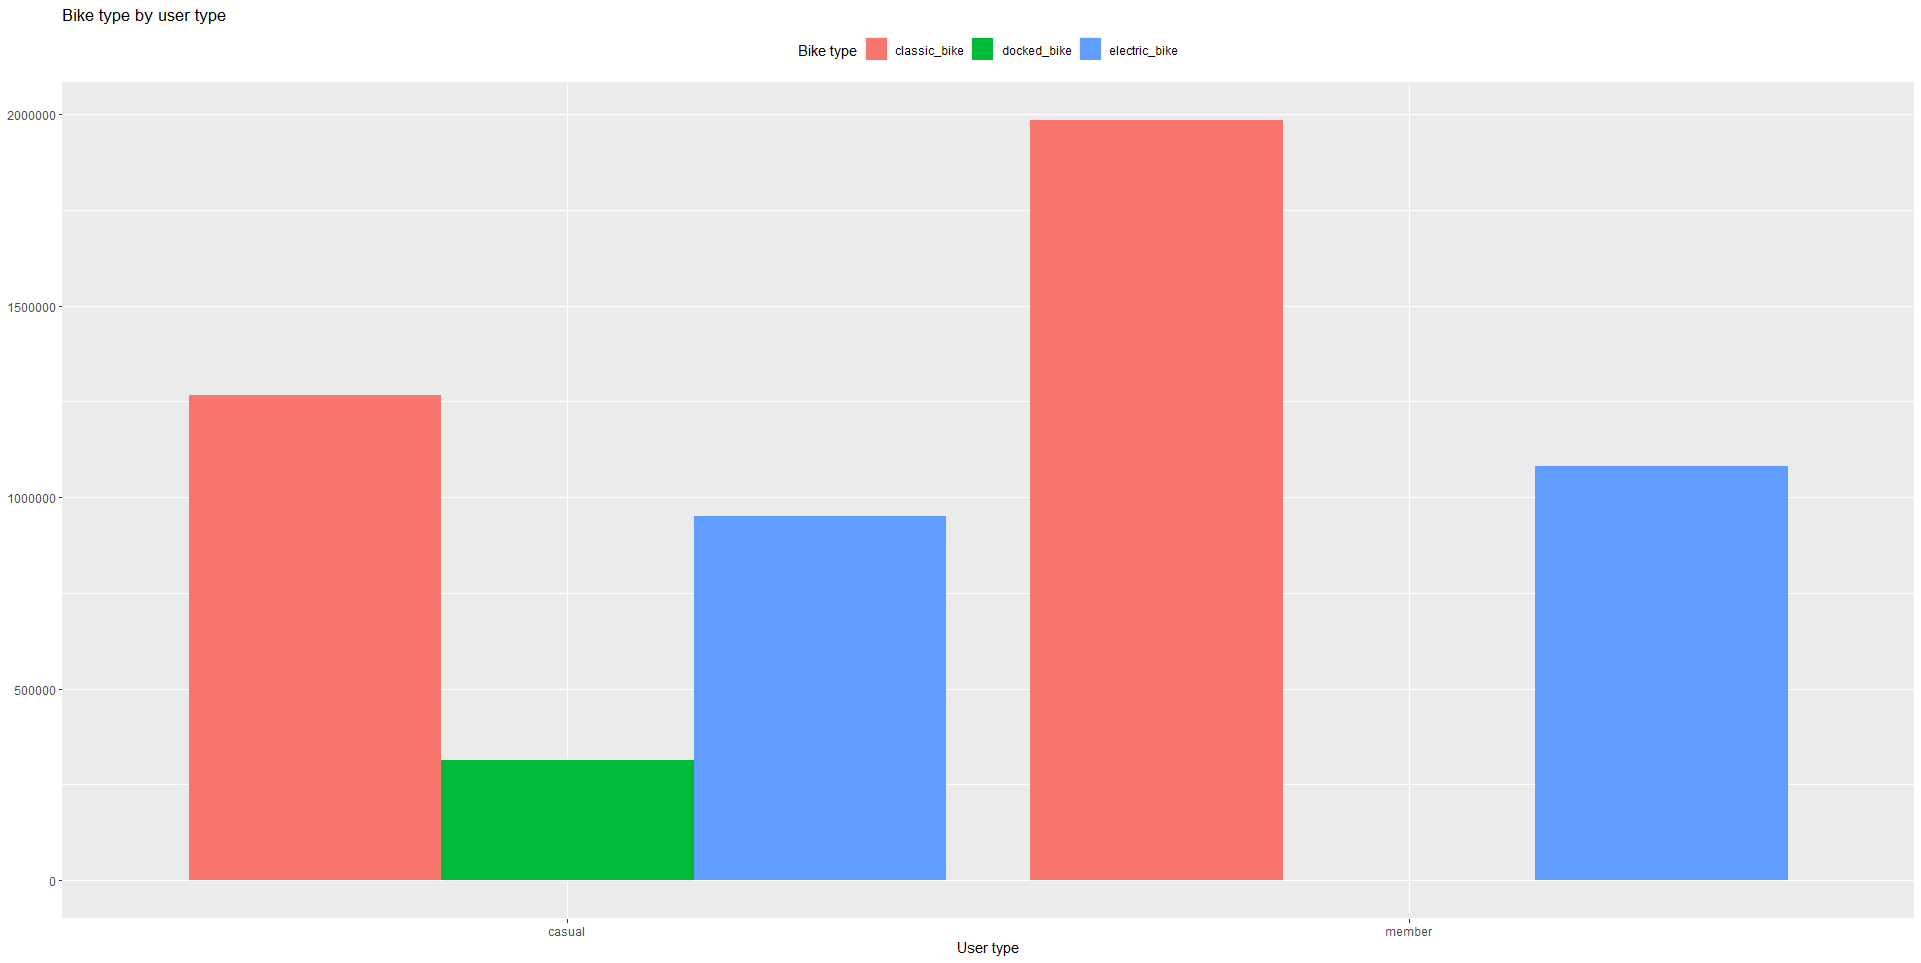 Bike type by user type
Bike type classic_bike docked_bike electric_bike
2000000
1500000
1000000
500000
0
casual member
User type